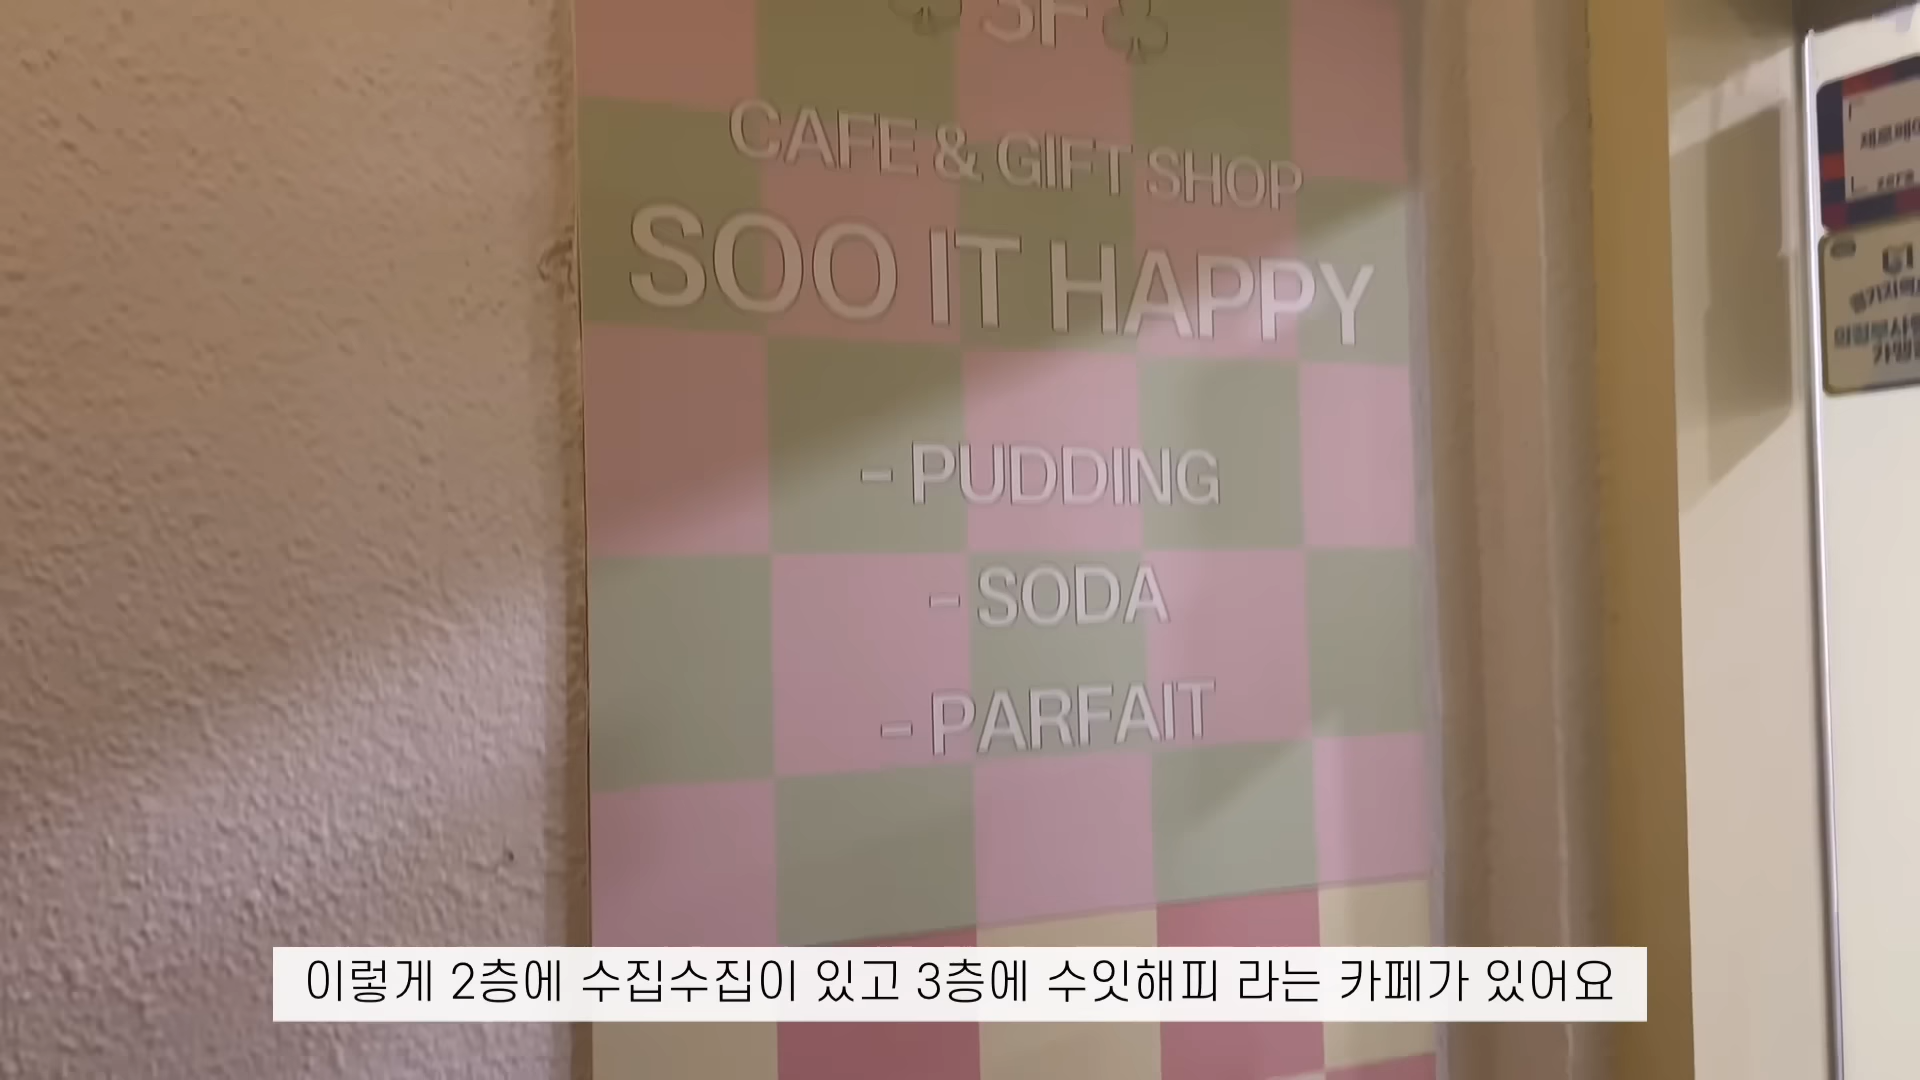 3F
CAFE & GIFT SHOP
SOO IT HAPPY
- PUDDING
- SODA
- PARFAIT
zero
이렇게 2층에 수집수집이 있고 3층에 수잇해피 라는 카페가 있어요